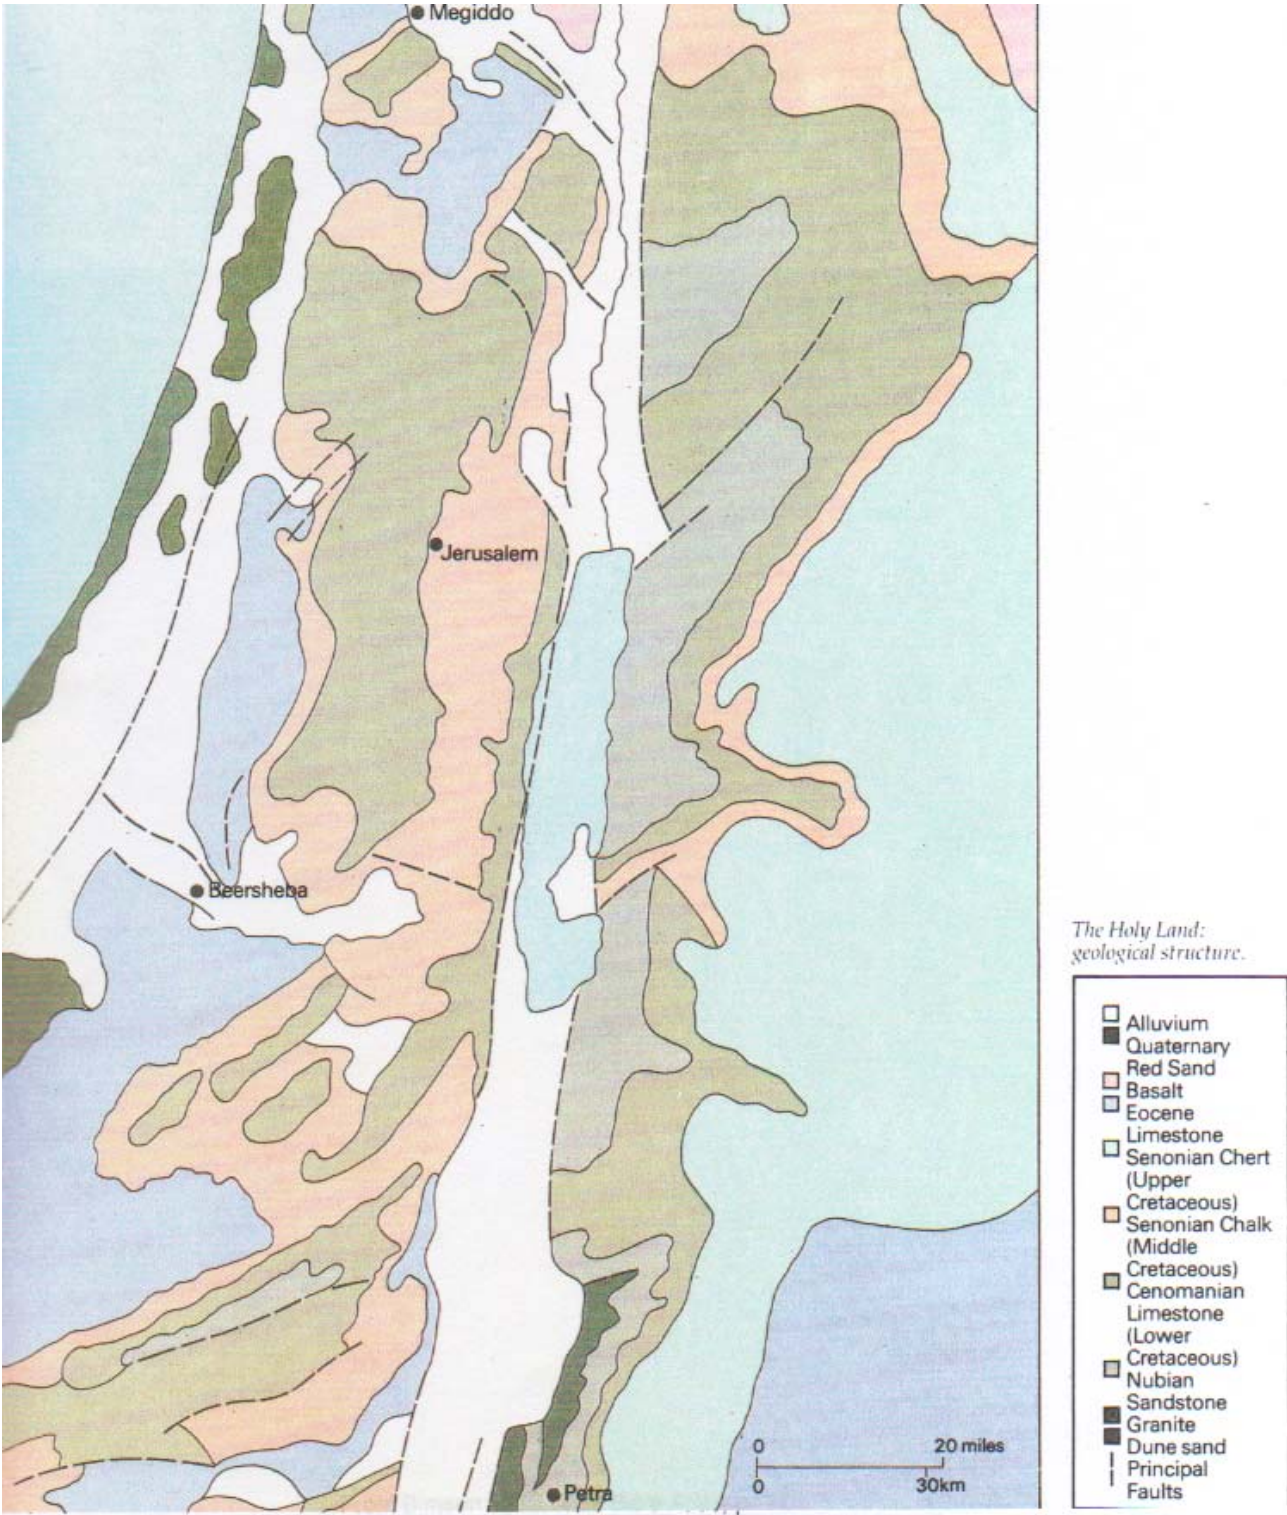 Megiddo
Jerusalem
Beersheba
The Holy Land:
geological structure.
Alluvium
Quaternary
Red Sand
Basalt
Eocene
Limestone
Senonian Chert
(Upper
Cretaceous)
Senonian Chalk
(Middle
Cretaceous)
Cenomanian
Limestone
(Lower
Cretaceous)
Nubian
Sandstone
Granite
Dune sand
Principal
Faults
0 20 miles
0 30km
Petra